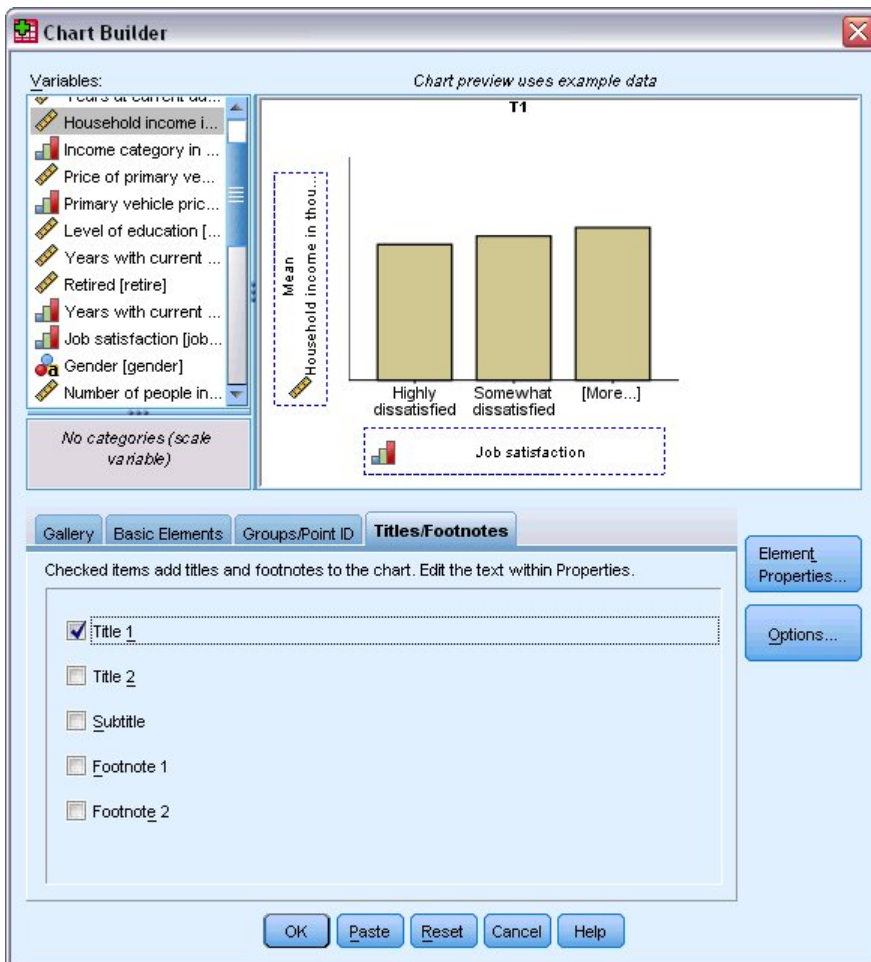 Chart Builder
Variables:
Household income i...
Income category in ...
Price of primary ve...
Primary vehicle pric...
Level of education [...
Years with current ...
Retired [retire]
Years with current ...
Job satisfaction [job...
Gender [gender]
Number of people in...
No categories (scale
variable)
Chart preview uses example data
T1
Mean
Household income in thou...
Highly
dissatisfied
Somewhat
dissatisfied
[More...]
Job satisfaction
Gallery
Basic Elements
Groups/Point ID
Titles/Footnotes
Checked items add titles and footnotes to the chart. Edit the text within Properties.
Title 1
Title 2
Subtitle
Footnote 1
Footnote 2
Element
Properties...
Options...
OK
Paste
Reset
Cancel
Help